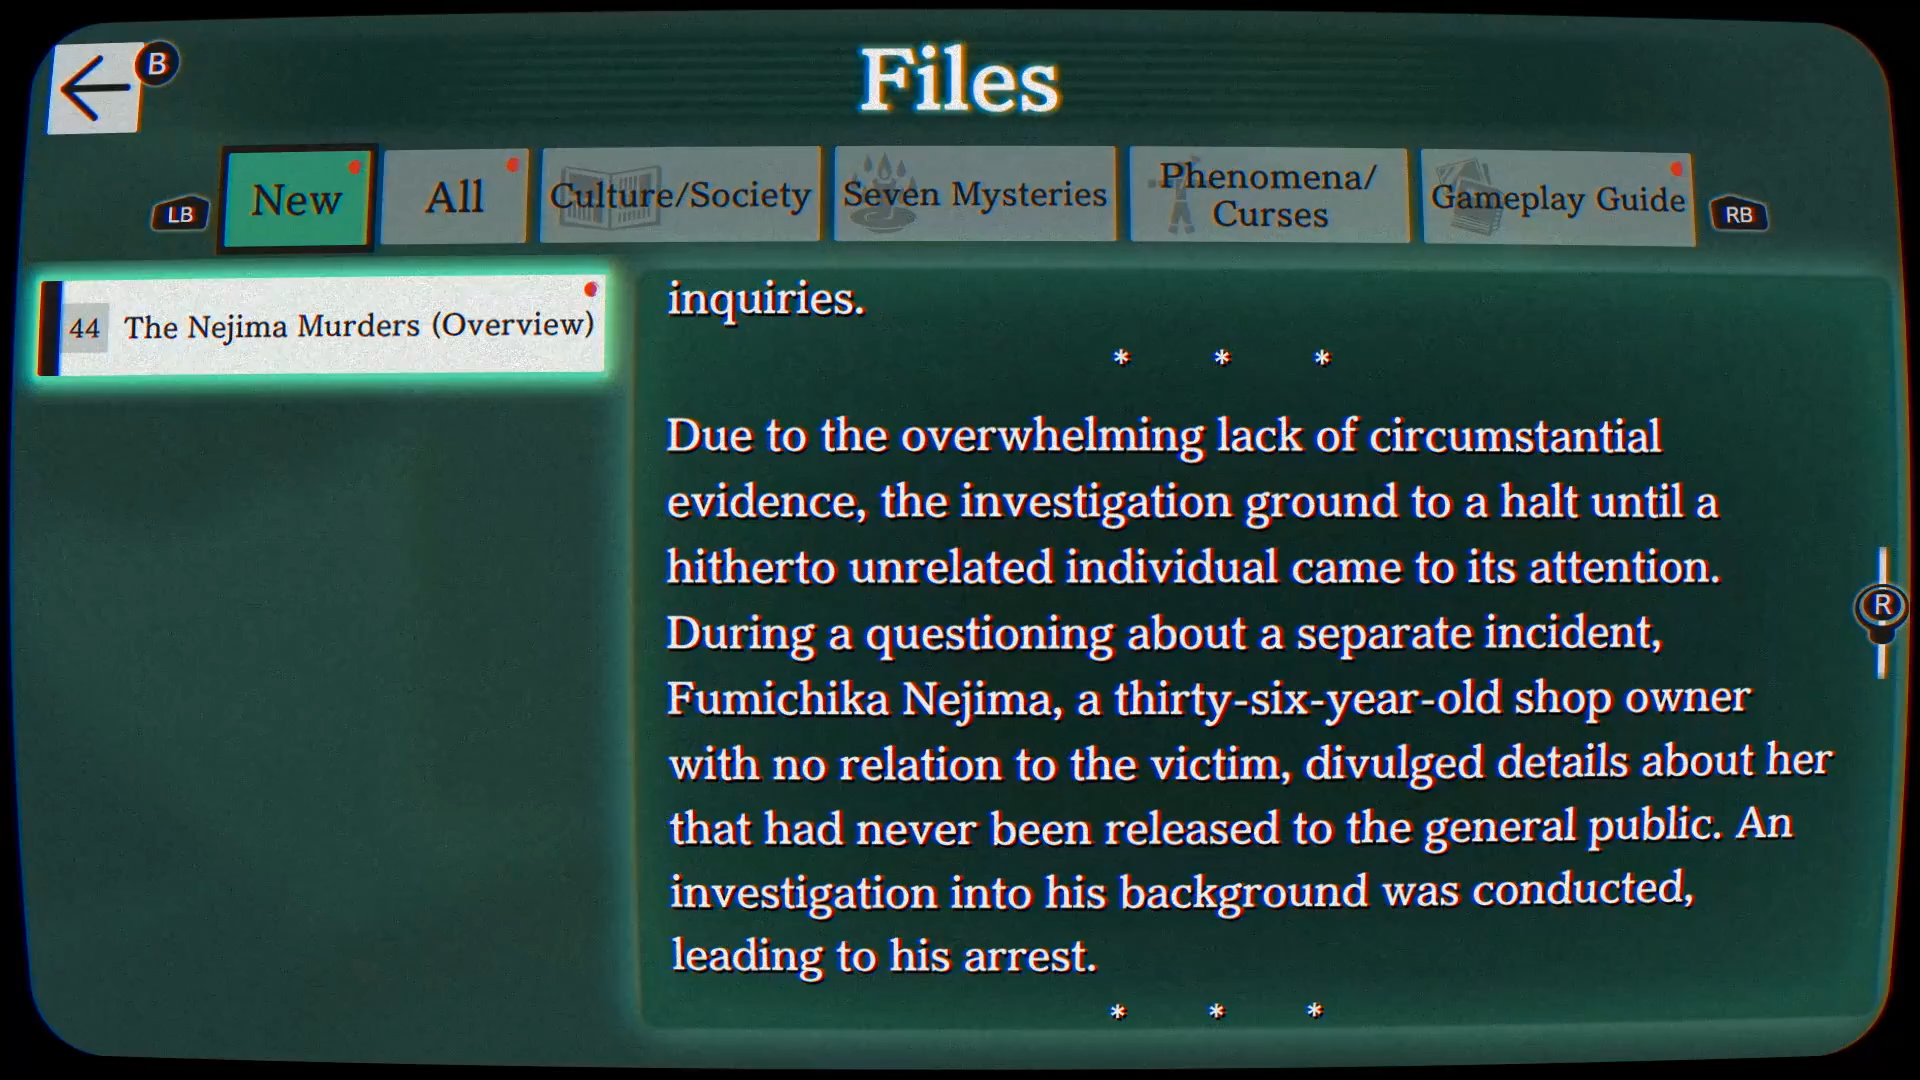 B
Files
LB
New
All
Culture/Society
Seven Mysteries
Phenomena/
Curses
Gameplay Guide
RB
44 The Nejima Murders (Overview)
inquiries.
* * *
Due to the overwhelming lack of circumstantial
evidence, the investigation ground to a halt until a
hitherto unrelated individual came to its attention.
During a questioning about a separate incident,
Fumichika Nejima, a thirty-six-year-old shop owner
with no relation to the victim, divulged details about her
that had never been released to the general public. An
investigation into his background was conducted,
leading to his arrest.
* * *
R